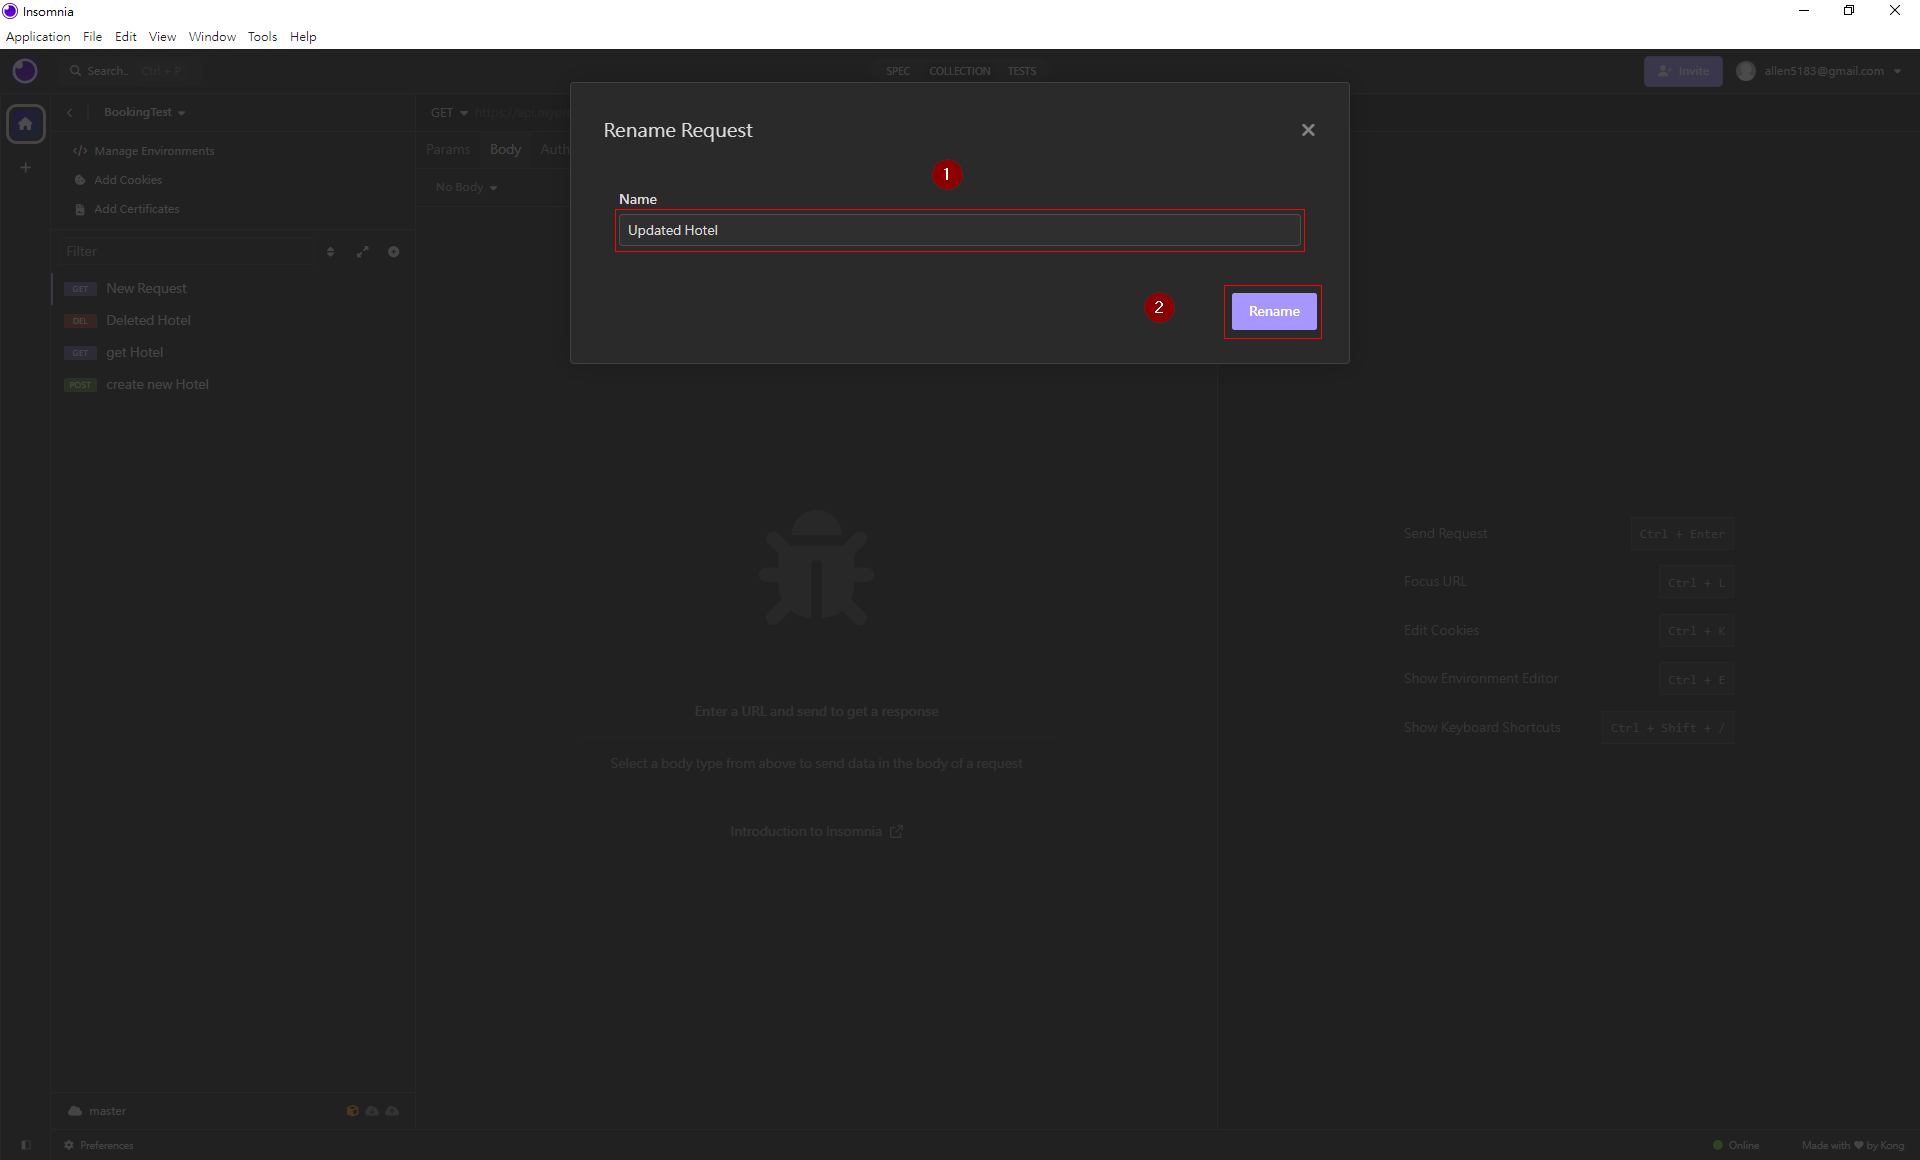 Insomnia
Application File Edit View Window Tools Help
Search.. Ctrl + P
SPEC COLLECTION TESTS
Invite allen5183@gmail.com
BookingTest
GET
Rename Request
Manage Environments
Params Body Auth
1
Add Cookies
No Body
Name
Add Certificates
Updated Hotel
Filter
GET New Request
2
Rename
DEL Deleted Hotel
GET get Hotel
POST create new Hotel
Send Request Ctrl + Enter
Focus URL Ctrl + L
Edit Cookies Ctrl + K
Show Environment Editor Ctrl + E
Enter a URL and send to get a response
Show Keyboard Shortcuts Ctrl + Shift + /
Select a body type from above to send data in the body of a request
Introduction to Insomnia
master
Preferences
Online
Made with ♥ by Kong